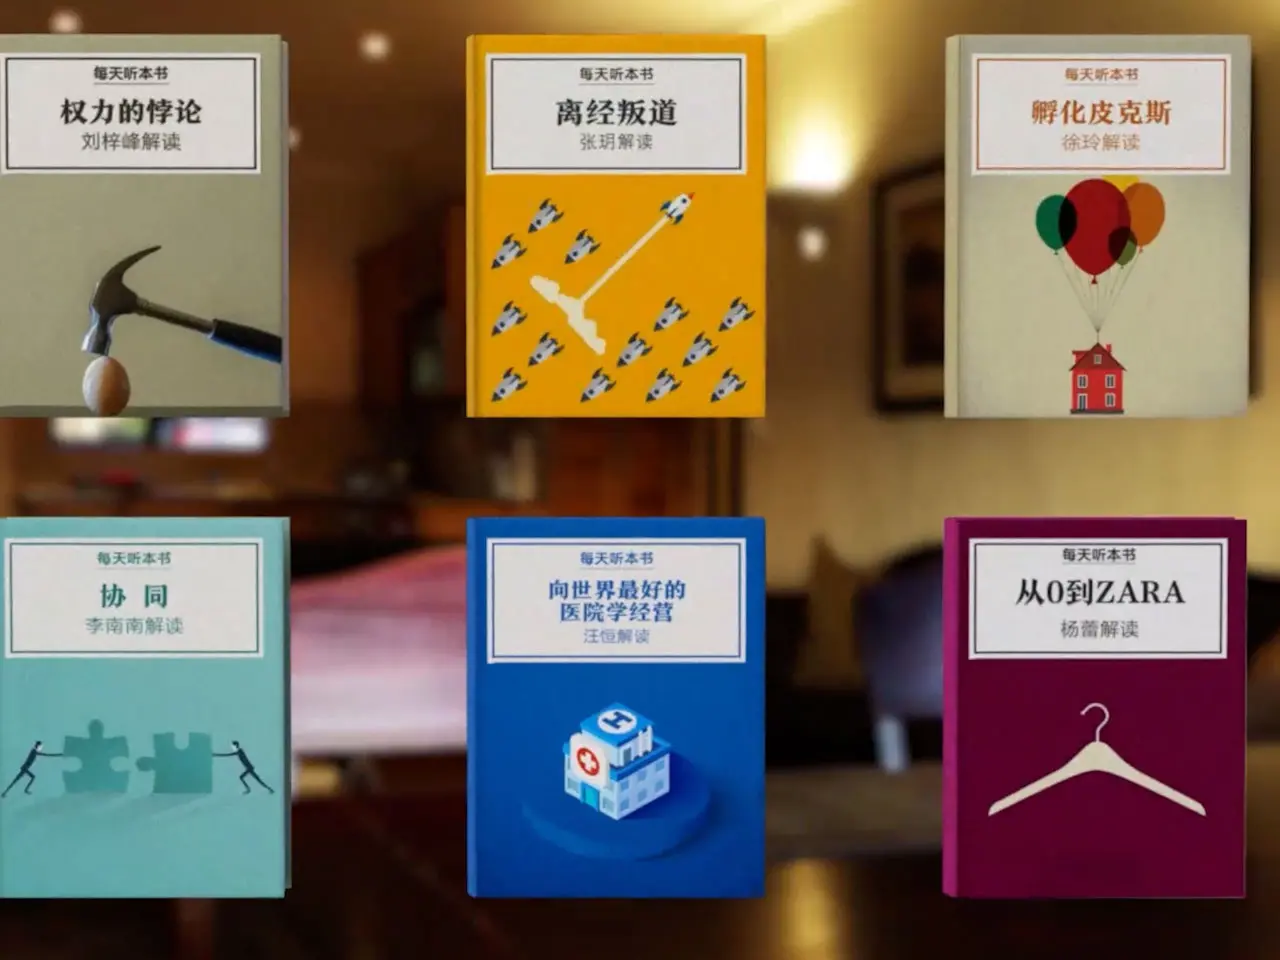 每天听本书
权力的悖论
刘梓峰解读
每天听本书
离经叛道
张玥解读
每天听本书
孵化皮克斯
徐玲解读
每天听本书
协 同
李南南解读
每天听本书
向世界最好的
医院学经营
汪恒解读
每天听本书
从0到ZARA
杨蕾解读